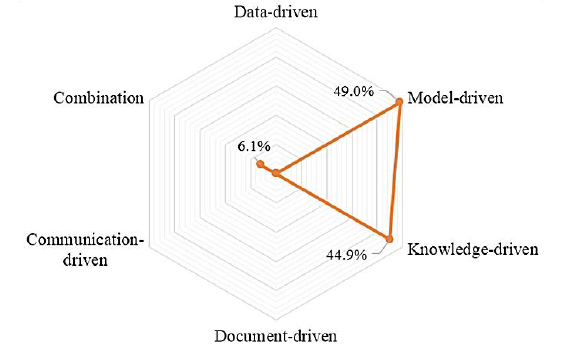 Data-driven
49.0%
Model-driven
Combination
6.1%
Communication-
driven
44.9%
Knowledge-driven
Document-driven